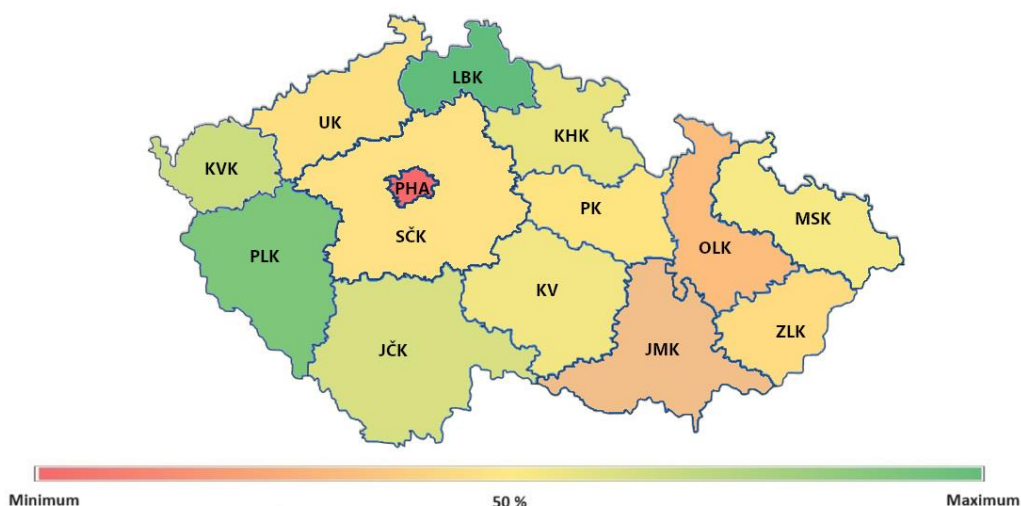 LBK
UK
KHK
KVK
PHA
PK
MSK
SČK
OLK
PLK
KV
ZLK
JČK
JMK
Minimum 50 % Maximum